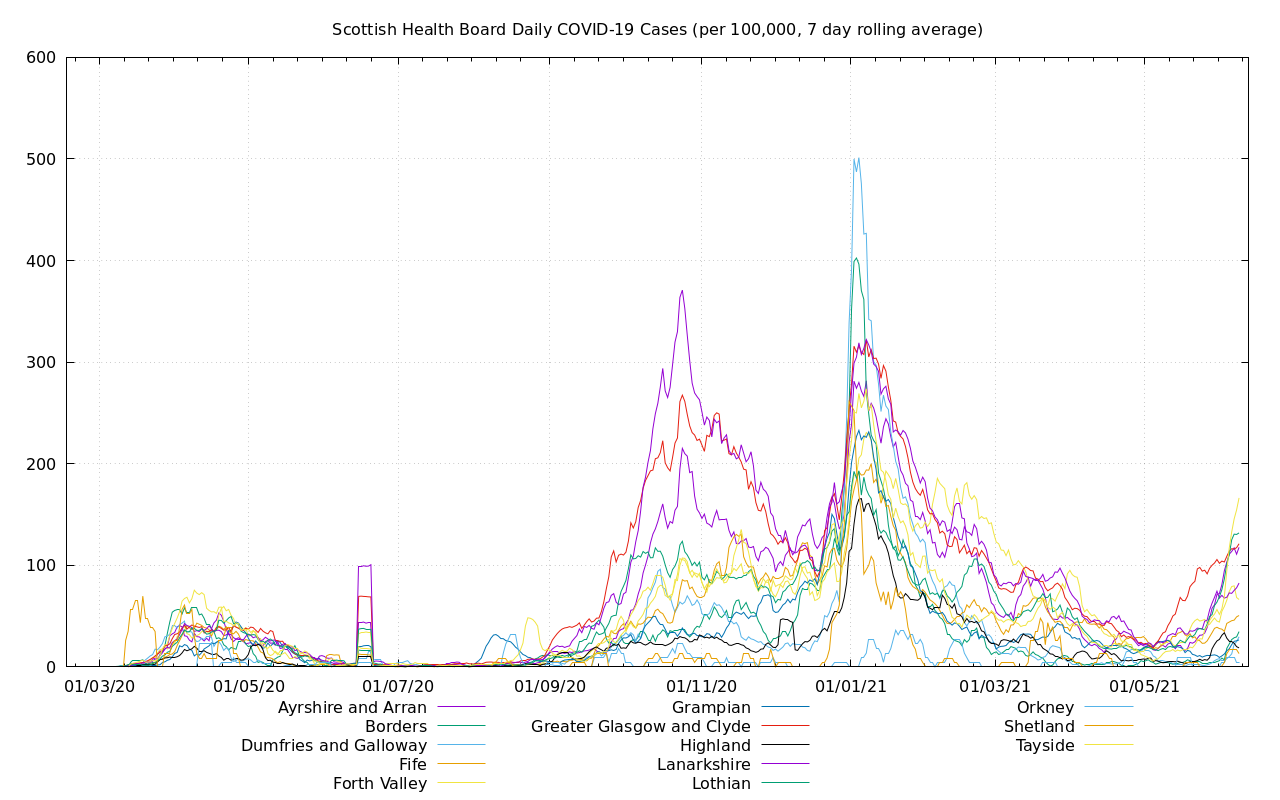 Scottish Health Board Daily COVID-19 Cases (per 100,000, 7 day rolling average)
600
500
400
300
200
100
0
01/03/20 01/05/20 01/07/20 01/09/20 01/11/20 01/01/21 01/03/21 01/05/21
Ayrshire and Arran Grampian Orkney
Borders Greater Glasgow and Clyde Shetland
Dumfries and Galloway Highland Tayside
Fife Lanarkshire
Forth Valley Lothian